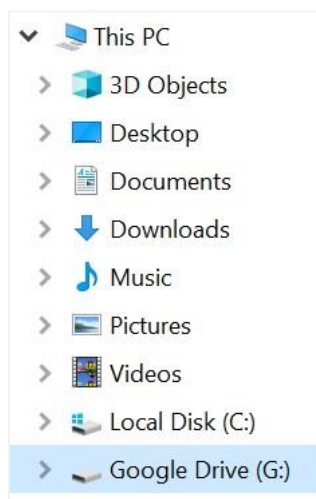 This PC
3D Objects
Desktop
Documents
Downloads
Music
Pictures
Videos
Local Disk (C:)
Google Drive (G:)